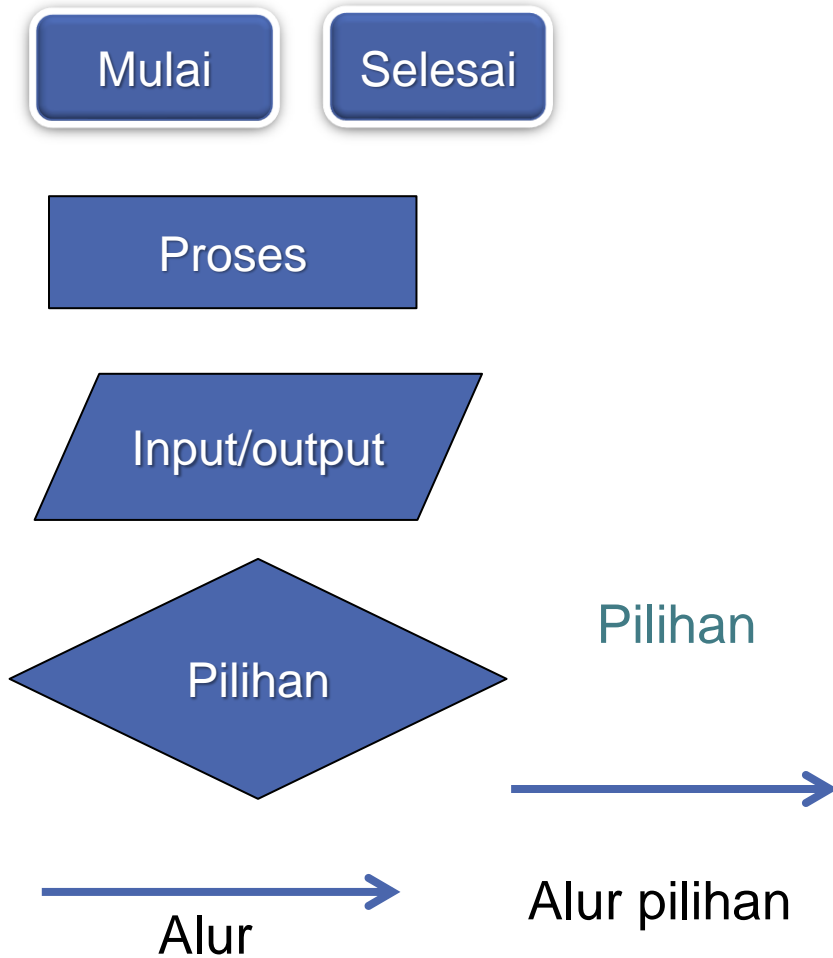 Mulai
Selesai
Proses
Input/output
Pilihan
Pilihan
Alur
Alur pilihan